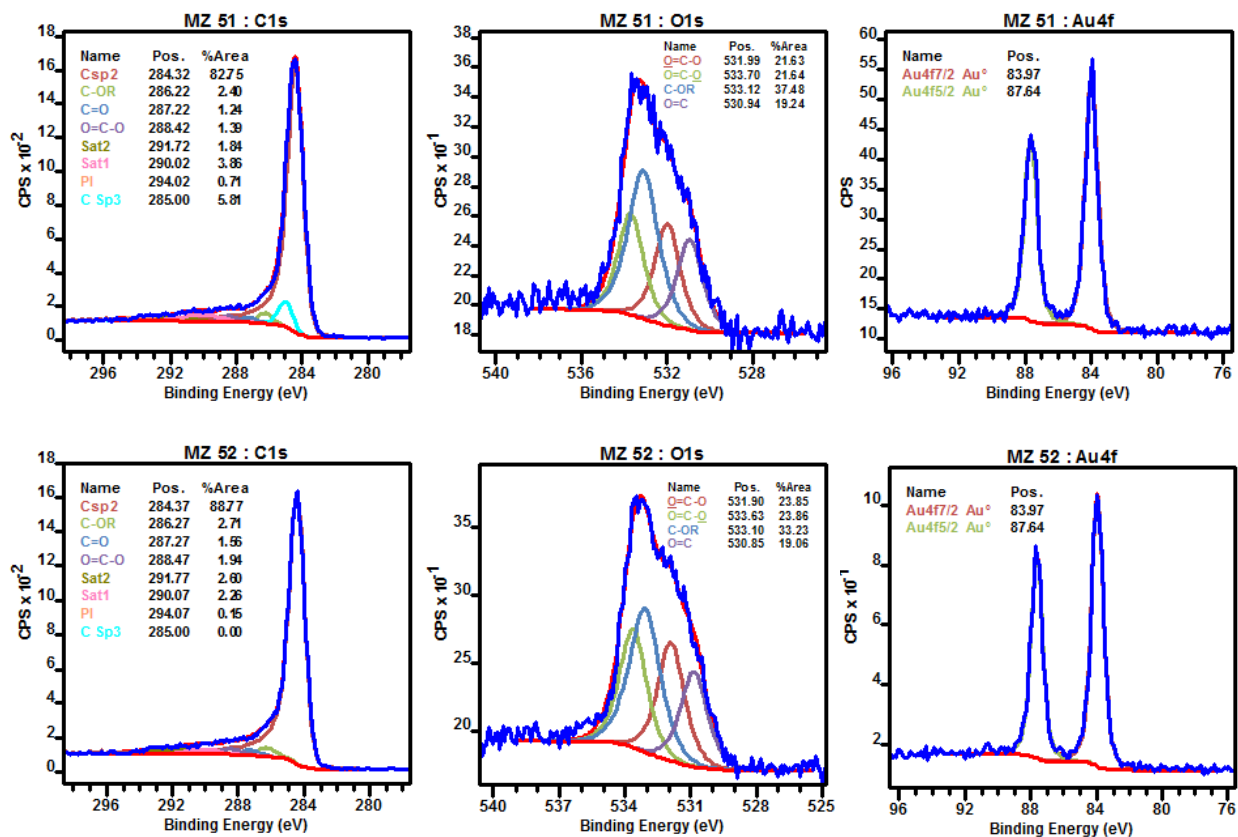 MZ 51 : C1s
Name Pos. %Area
Csp2 284.32 82.75
C-OR 286.22 2.40
C=O 287.22 1.24
O=C-O 288.42 1.39
Sat2 291.72 1.84
Sat1 290.02 3.86
PI 294.02 0.71
C Sp3 285.00 5.81
CPS x 10⁻²
18
16
14
12
10
8
6
4
2
0
296 292 288 284 280
Binding Energy (eV)
MZ 51 : O1s
Name Pos. %Area
O=C-O 531.99 21.63
O=C-O 533.70 21.64
C-OR 533.12 37.48
O=C 530.94 19.24
CPS x 10⁻¹
38
36
34
32
30
28
26
24
22
20
18
540 536 532 528
Binding Energy (eV)
MZ 51 : Au4f
Name Pos.
Au4f7/2 Au° 83.97
Au4f5/2 Au° 87.64
CPS
60
55
50
45
40
35
30
25
20
15
10
96 92 88 84 80 76
Binding Energy (eV)
MZ 52 : C1s
Name Pos. %Area
Csp2 284.37 88.77
C-OR 286.27 2.71
C=O 287.27 1.56
O=C-O 288.47 1.94
Sat2 291.77 2.60
Sat1 290.07 2.26
PI 294.07 0.15
C Sp3 285.00 0.00
CPS x 10⁻²
18
16
14
12
10
8
6
4
2
0
296 292 288 284 280
Binding Energy (eV)
MZ 52 : O1s
Name Pos. %Area
O=C-O 531.90 23.85
O=C-O 533.63 23.86
C-OR 533.10 33.23
O=C 530.85 19.06
CPS x 10⁻¹
35
30
25
20
540 537 534 531 528 525
Binding Energy (eV)
MZ 52 : Au4f
Name Pos.
Au4f7/2 Au° 83.97
Au4f5/2 Au° 87.64
CPS x 10⁻¹
10
8
6
4
2
96 92 88 84 80 76
Binding Energy (eV)